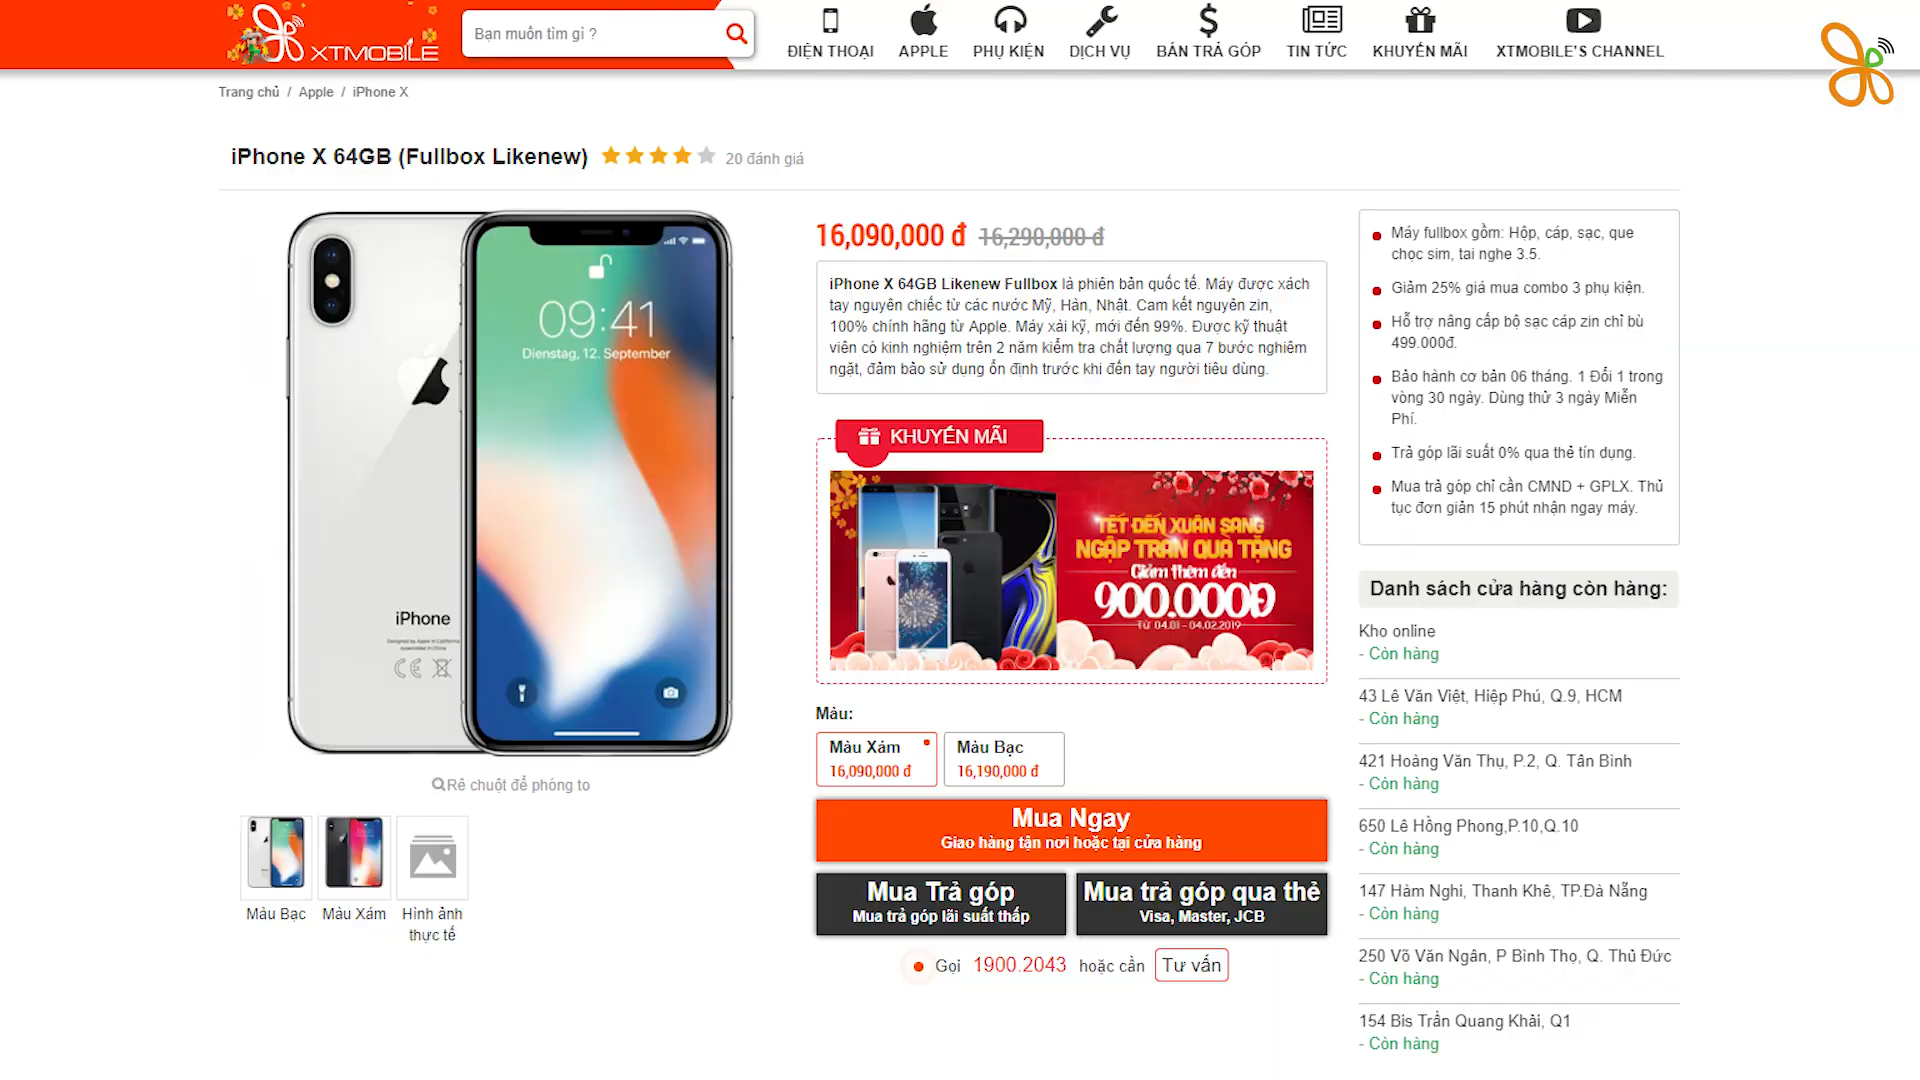 XTMOBILE
Bạn muốn tìm gì ?
ĐIỆN THOẠI
APPLE
PHỤ KIỆN
DỊCH VỤ
BÁN TRẢ GÓP
TIN TỨC
KHUYẾN MÃI
XTMOBILE'S CHANNEL
Trang chủ / Apple / iPhone X
iPhone X 64GB (Fullbox Likenew)
20 đánh giá
09:41
Dienstag, 12. September
iPhone
Designed by Apple in California
Assembled in China
Rê chuột để phóng to
Màu Bạc
Màu Xám
Hình ảnh
thực tế
16,090,000 đ 16,290,000 đ
iPhone X 64GB Likenew Fullbox là phiên bản quốc tế. Máy được xách
tay nguyên chiếc từ các nước Mỹ, Hàn, Nhật. Cam kết nguyên zin,
100% chính hãng từ Apple. Máy xài kỹ, mới đến 99%. Được kỹ thuật
viên có kinh nghiệm trên 2 năm kiểm tra chất lượng qua 7 bước nghiêm
ngặt, đảm bảo sử dụng ổn định trước khi đến tay người tiêu dùng.
KHUYẾN MÃI
TẾT ĐẾN XUÂN SANG
NGẬP TRÀN QUÀ TẶNG
Giảm thêm đến
900.000Đ
TỪ 04.01 - 04.02.2019
Màu:
Màu Xám
16,090,000 đ
Màu Bạc
16,190,000 đ
Mua Ngay
Giao hàng tận nơi hoặc tại cửa hàng
Mua Trả góp
Mua trả góp lãi suất thấp
Mua trả góp qua thẻ
Visa, Master, JCB
Gọi 1900.2043 hoặc cần Tư vấn
Máy fullbox gồm: Hộp, cáp, sạc, que
chọc sim, tai nghe 3.5.
Giảm 25% giá mua combo 3 phụ kiện.
Hỗ trợ nâng cấp bộ sạc cáp zin chỉ bù
499.000đ.
Bảo hành cơ bản 06 tháng. 1 Đổi 1 trong
vòng 30 ngày. Dùng thử 3 ngày Miễn
Phí.
Trả góp lãi suất 0% qua thẻ tín dụng.
Mua trả góp chỉ cần CMND + GPLX. Thủ
tục đơn giản 15 phút nhận ngay máy.
Danh sách cửa hàng còn hàng:
Kho online
- Còn hàng
43 Lê Văn Việt, Hiệp Phú, Q.9, HCM
- Còn hàng
421 Hoàng Văn Thụ, P.2, Q. Tân Bình
- Còn hàng
650 Lê Hồng Phong,P.10,Q.10
- Còn hàng
147 Hàm Nghi, Thanh Khê, TP.Đà Nẵng
- Còn hàng
250 Võ Văn Ngân, P Bình Thọ, Q. Thủ Đức
- Còn hàng
154 Bis Trần Quang Khải, Q1
- Còn hàng